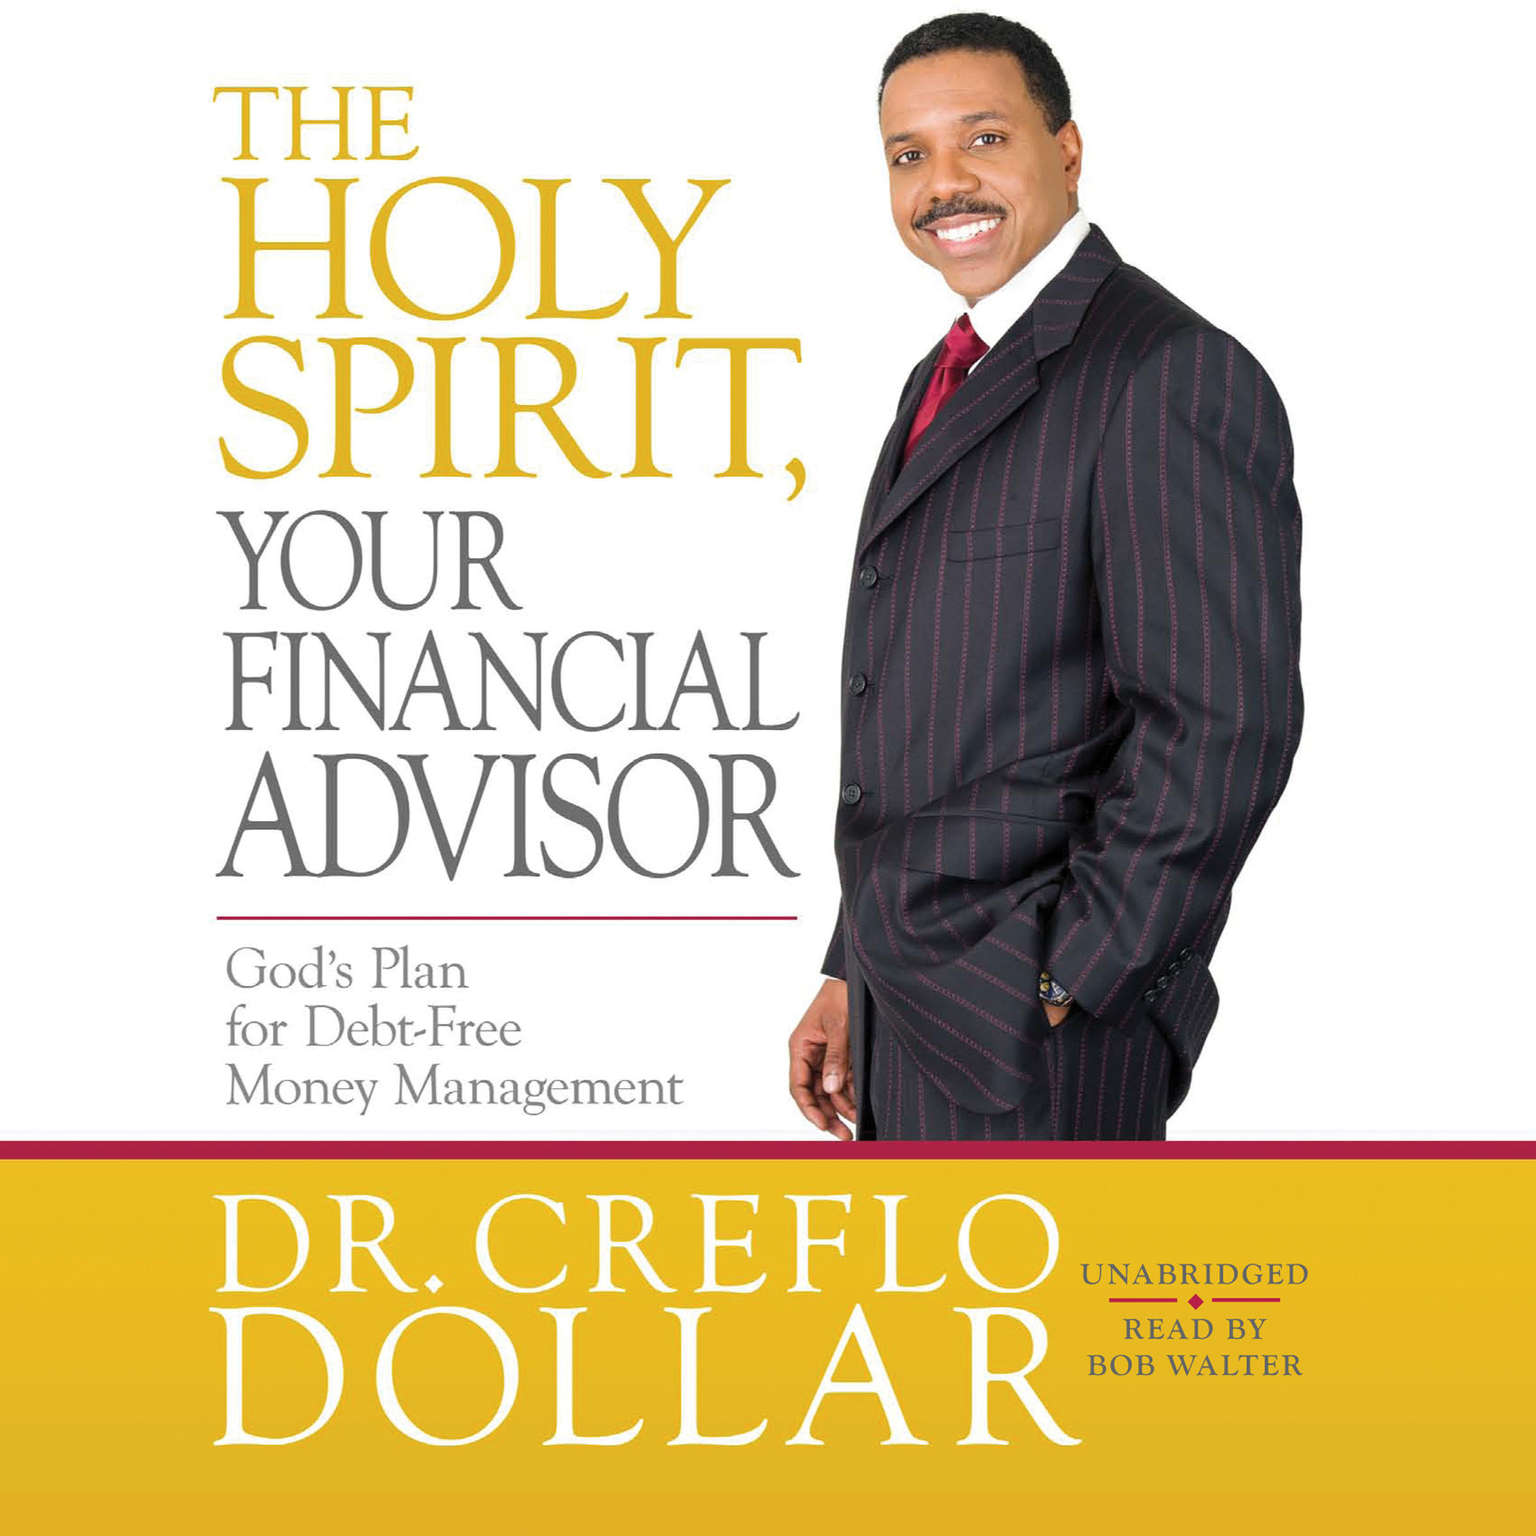 THE
HOLY
SPIRIT,
YOUR
FINANCIAL
ADVISOR
God's Plan
for Debt-Free
Money Management
DR. CREFLO
DOLLAR
UNABRIDGED
READ BY
BOB WALTER